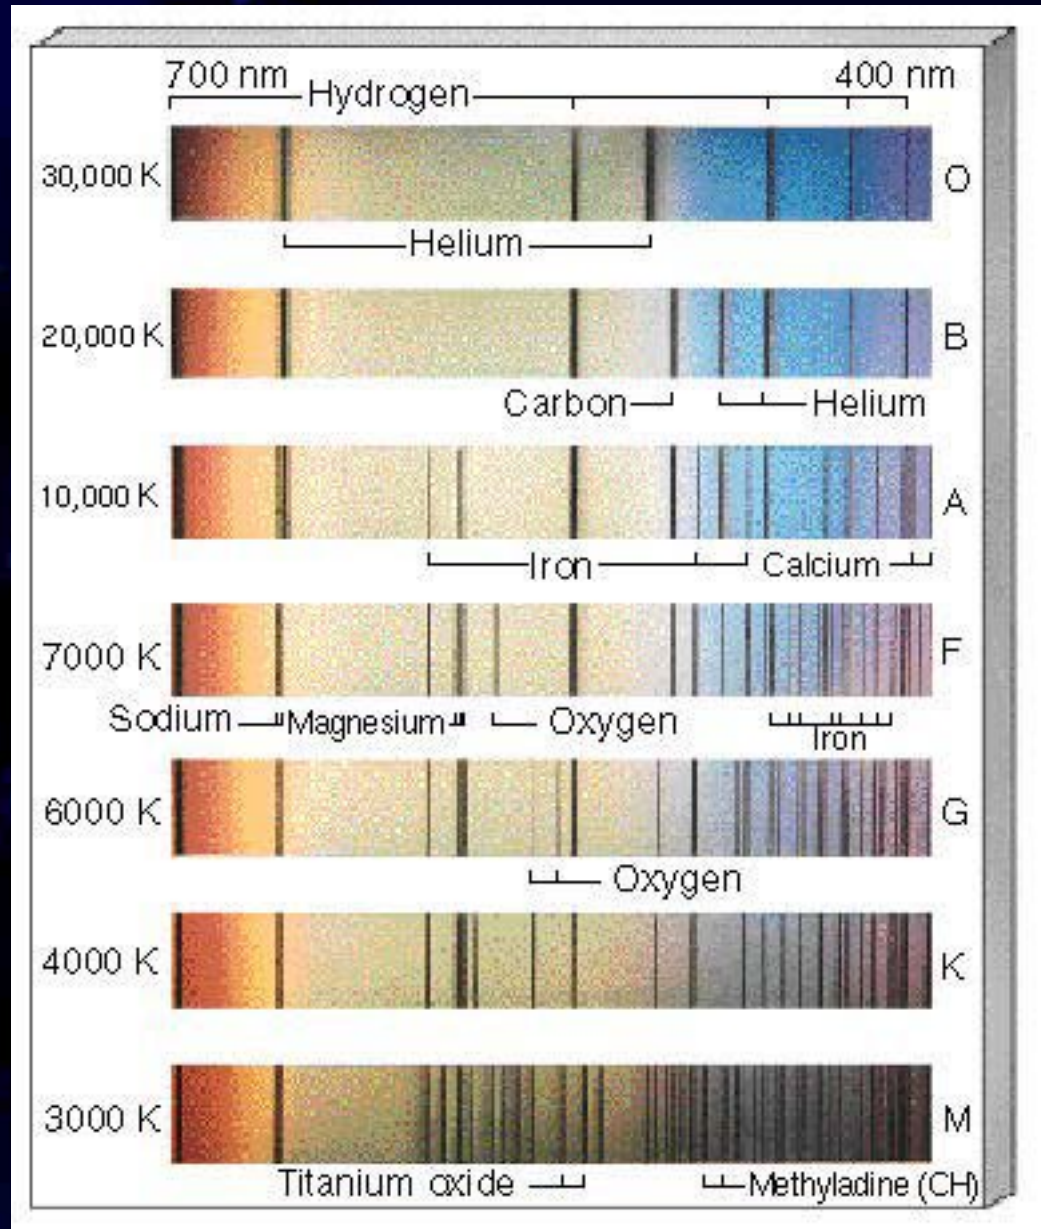 700 nm 400 nm
Hydrogen
30,000 K O
Helium
20,000 K B
Carbon Helium
10,000 K A
Iron Calcium
7000 K F
Sodium Magnesium Oxygen Iron
6000 K G
Oxygen
4000 K K
3000 K M
Titanium oxide Methyladine (CH)